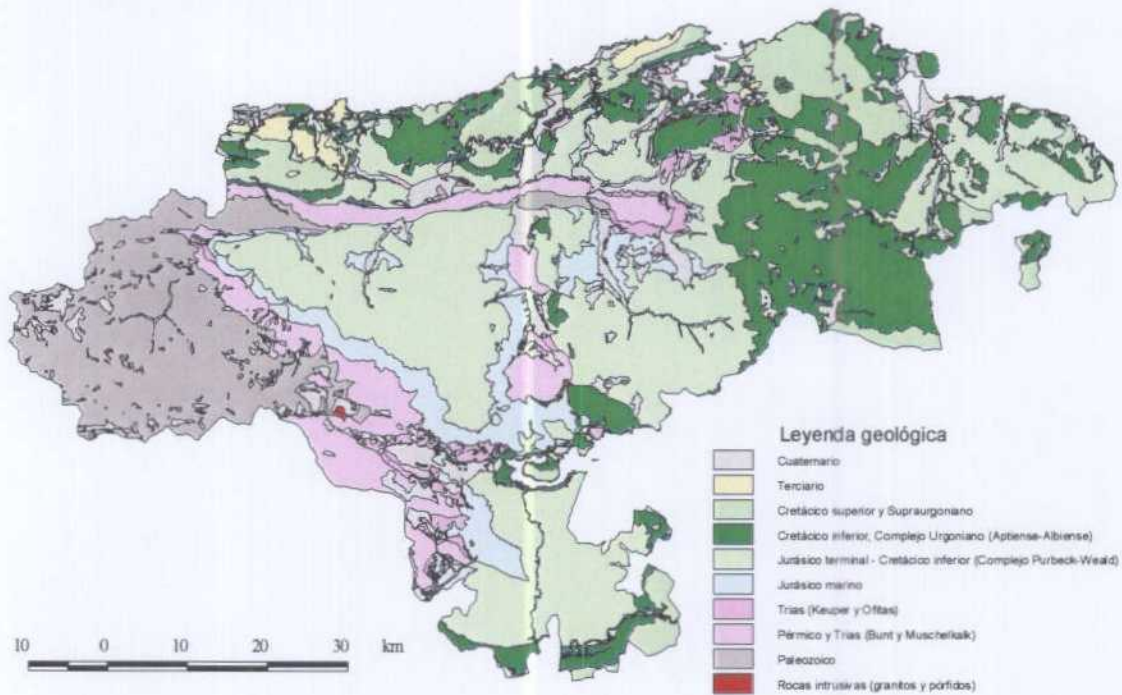 Leyenda geológica
Cuaternario
Terciario
Cretácico superior y Supraurgoniano
Cretácico inferior, Complejo Urgoniano (Aptiense-Albiense)
Jurásico terminal - Cretácico inferior (Complejo Purbeck-Weald)
Jurásico marino
Trias (Keuper y Ofitas)
Pérmico y Trias (Bunt y Muschelkalk)
Paleozoico
Rocas intrusivas (granitos y pórfidos)
10 0 10 20 30 km